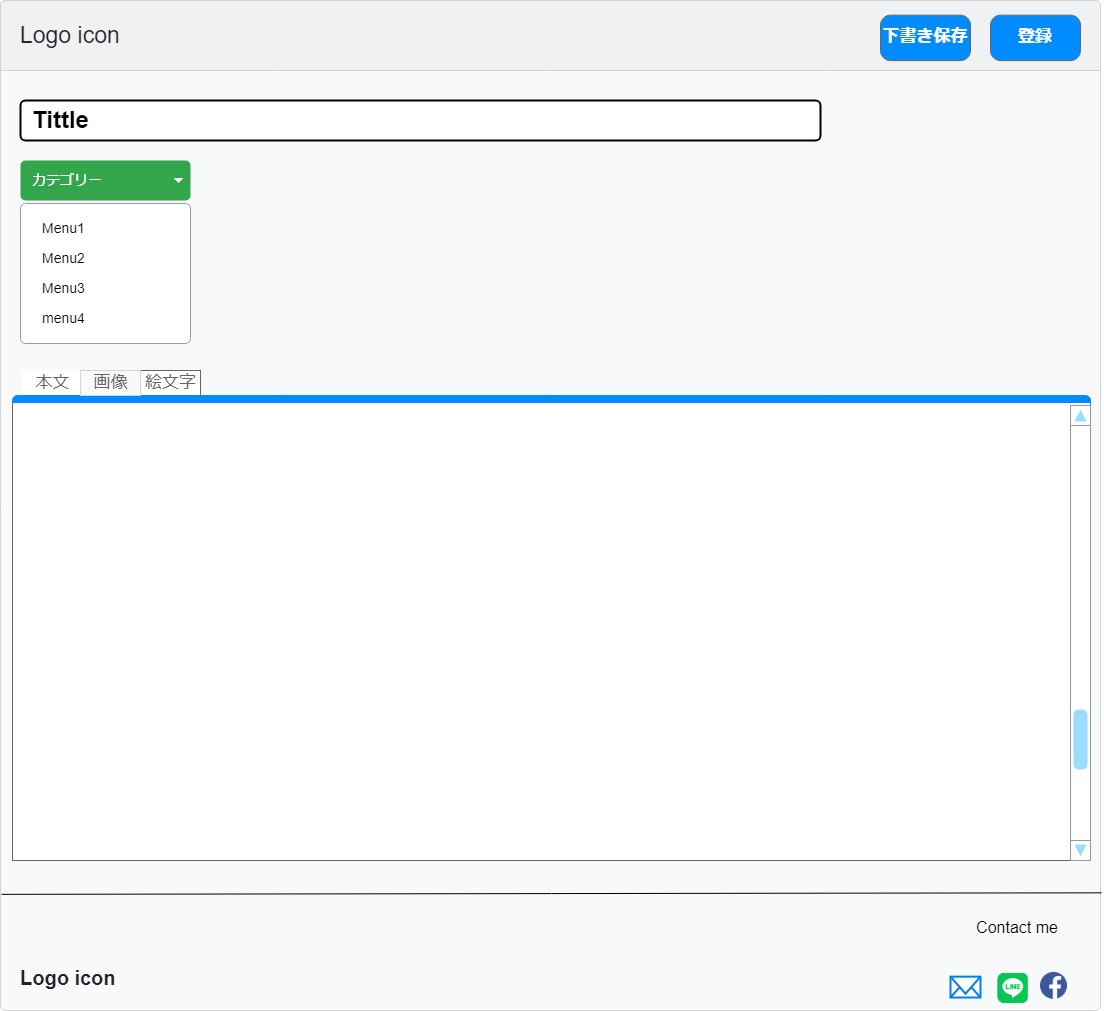 Logo icon
下書き保存
登録
Tittle
カテゴリー
Menu1
Menu2
Menu3
menu4
本文
画像
絵文字
Contact me
Logo icon
LINE